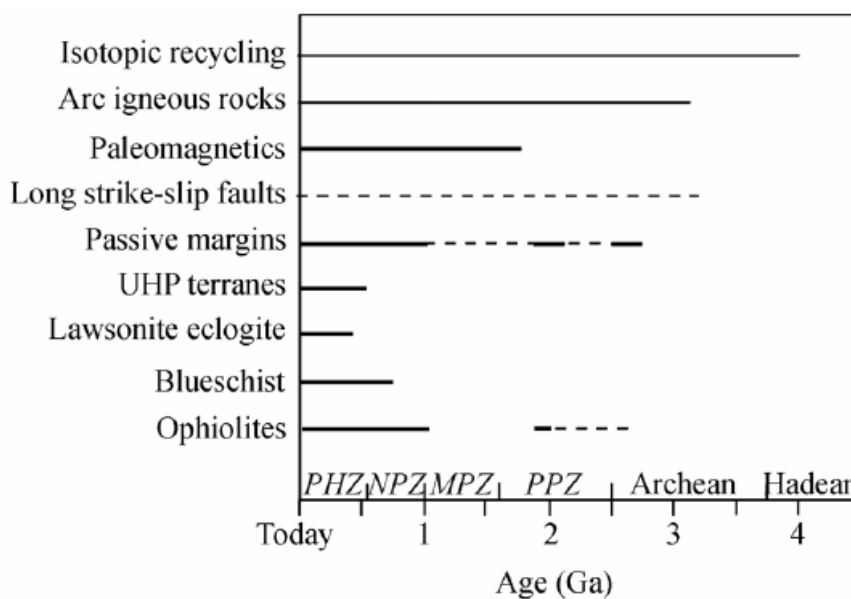 Isotopic recycling
Arc igneous rocks
Paleomagnetics
Long strike-slip faults
Passive margins
UHP terranes
Lawsonite eclogite
Blueschist
Ophiolites
PHZ NPZ MPZ PPZ Archean Hadean
Today 1 2 3 4
Age (Ga)